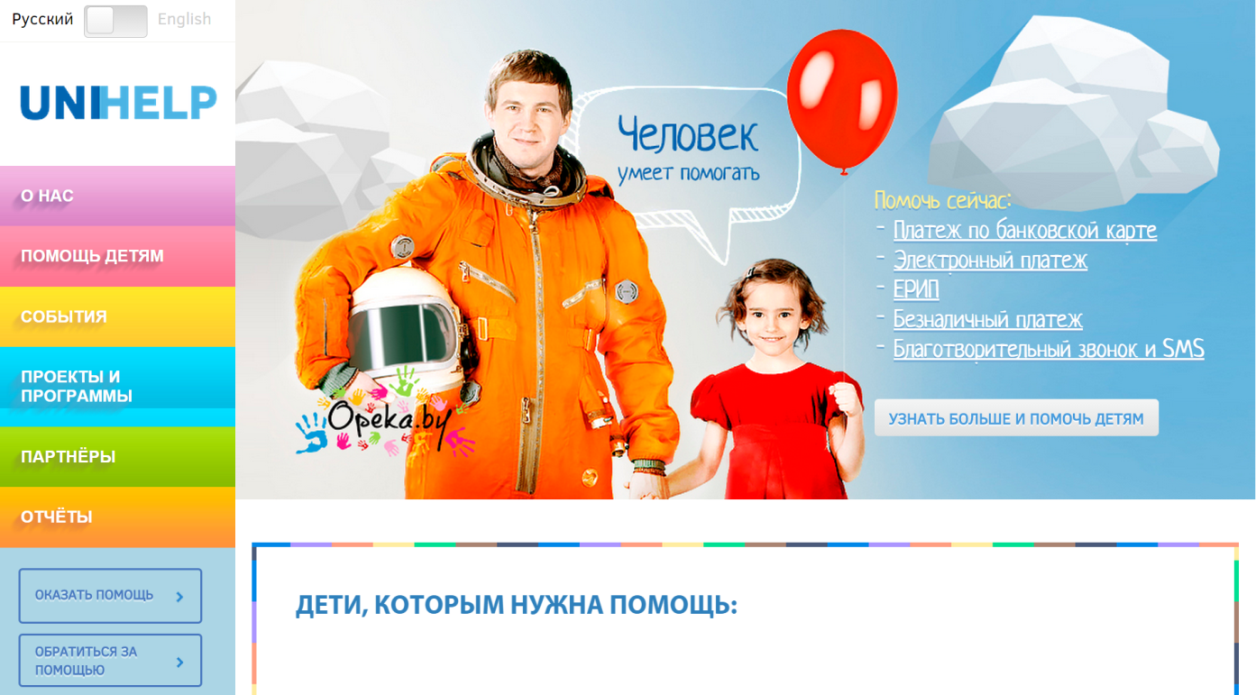 Русский English
UNIHELP
О НАС
ПОМОЩЬ ДЕТЯМ
СОБЫТИЯ
ПРОЕКТЫ И
ПРОГРАММЫ
ПАРТНЁРЫ
ОТЧЁТЫ
ОКАЗАТЬ ПОМОЩЬ
ОБРАТИТЬСЯ ЗА
ПОМОЩЬЮ
Человек
умеет помогать
Opeka.by
Помочь сейчас:
- Платеж по банковской карте
- Электронный платеж
- ЕРИП
- Безналичный платеж
- Благотворительный звонок и SMS
УЗНАТЬ БОЛЬШЕ И ПОМОЧЬ ДЕТЯМ
ДЕТИ, КОТОРЫМ НУЖНА ПОМОЩЬ: